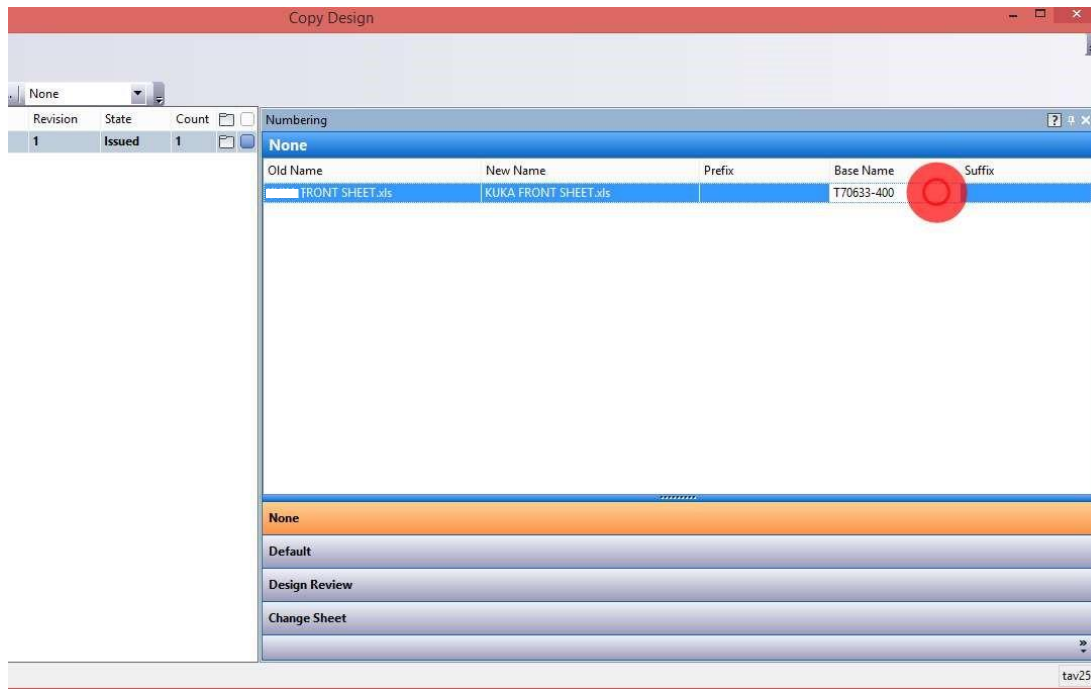 Copy Design
None
Revision State Count Numbering
1 Issued 1 None
Old Name New Name Prefix Base Name Suffix
FRONT SHEET.xls KUKA FRONT SHEET.xls T70633-400
None
Default
Design Review
Change Sheet
tav25